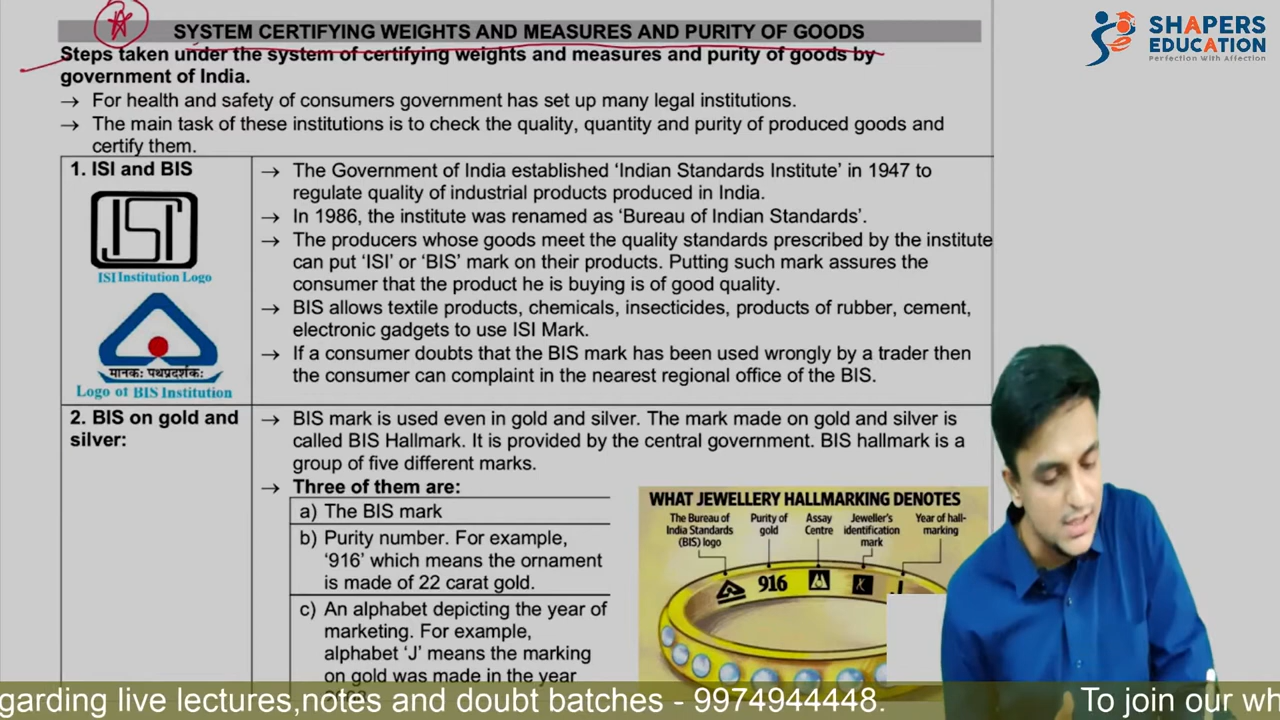 SYSTEM CERTIFYING WEIGHTS AND MEASURES AND PURITY OF GOODS
SHAPERS
EDUCATION
Perfection With Affection
Steps taken under the system of certifying weights and measures and purity of goods by
government of India.
→ For health and safety of consumers government has set up many legal institutions.
→ The main task of these institutions is to check the quality, quantity and purity of produced goods and
certify them.
1. ISI and BIS
ISI
ISI Institution Logo
मानकः पथप्रदर्शकः
Logo of BIS Institution
→ The Government of India established ‘Indian Standards Institute’ in 1947 to
regulate quality of industrial products produced in India.
→ In 1986, the institute was renamed as ‘Bureau of Indian Standards’.
→ The producers whose goods meet the quality standards prescribed by the institute
can put ‘ISI’ or ‘BIS’ mark on their products. Putting such mark assures the
consumer that the product he is buying is of good quality.
→ BIS allows textile products, chemicals, insecticides, products of rubber, cement,
electronic gadgets to use ISI Mark.
→ If a consumer doubts that the BIS mark has been used wrongly by a trader then
the consumer can complaint in the nearest regional office of the BIS.
2. BIS on gold and
silver:
→ BIS mark is used even in gold and silver. The mark made on gold and silver is
called BIS Hallmark. It is provided by the central government. BIS hallmark is a
group of five different marks.
→ Three of them are:
a) The BIS mark
b) Purity number. For example,
‘916’ which means the ornament
is made of 22 carat gold.
c) An alphabet depicting the year of
marketing. For example,
alphabet ‘J’ means the marking
on gold was made in the year
WHAT JEWELLERY HALLMARKING DENOTES
The Bureau of
India Standards
(BIS) logo
Purity of
gold
Assay
Centre
Jeweller's
identification
mark
Year of hall-
marking
916
K
garding live lectures,notes and doubt batches - 9974944448.
To join our wh